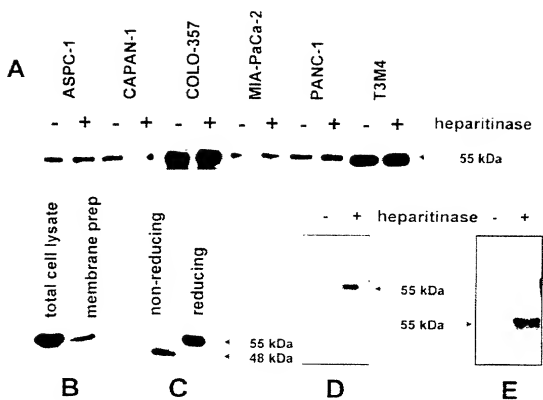 A
ASPC-1 CAPAN-1 COLO-357 MIA-PaCa-2 PANC-1 T3M4
- + - + - + - + - + - + heparitinase
55 kDa
total cell lysate membrane prep non-reducing reducing
- + heparitinase - +
55 kDa
55 kDa
55 kDa
48 kDa
B C D E